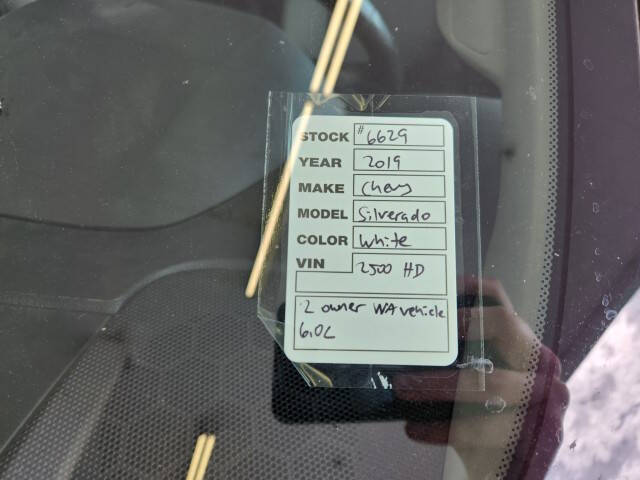 STOCK #6629
YEAR 2019
MAKE Chevy
MODEL Silverado
COLOR White
VIN 2500 HD
2 owner WA vehicle
6.0L